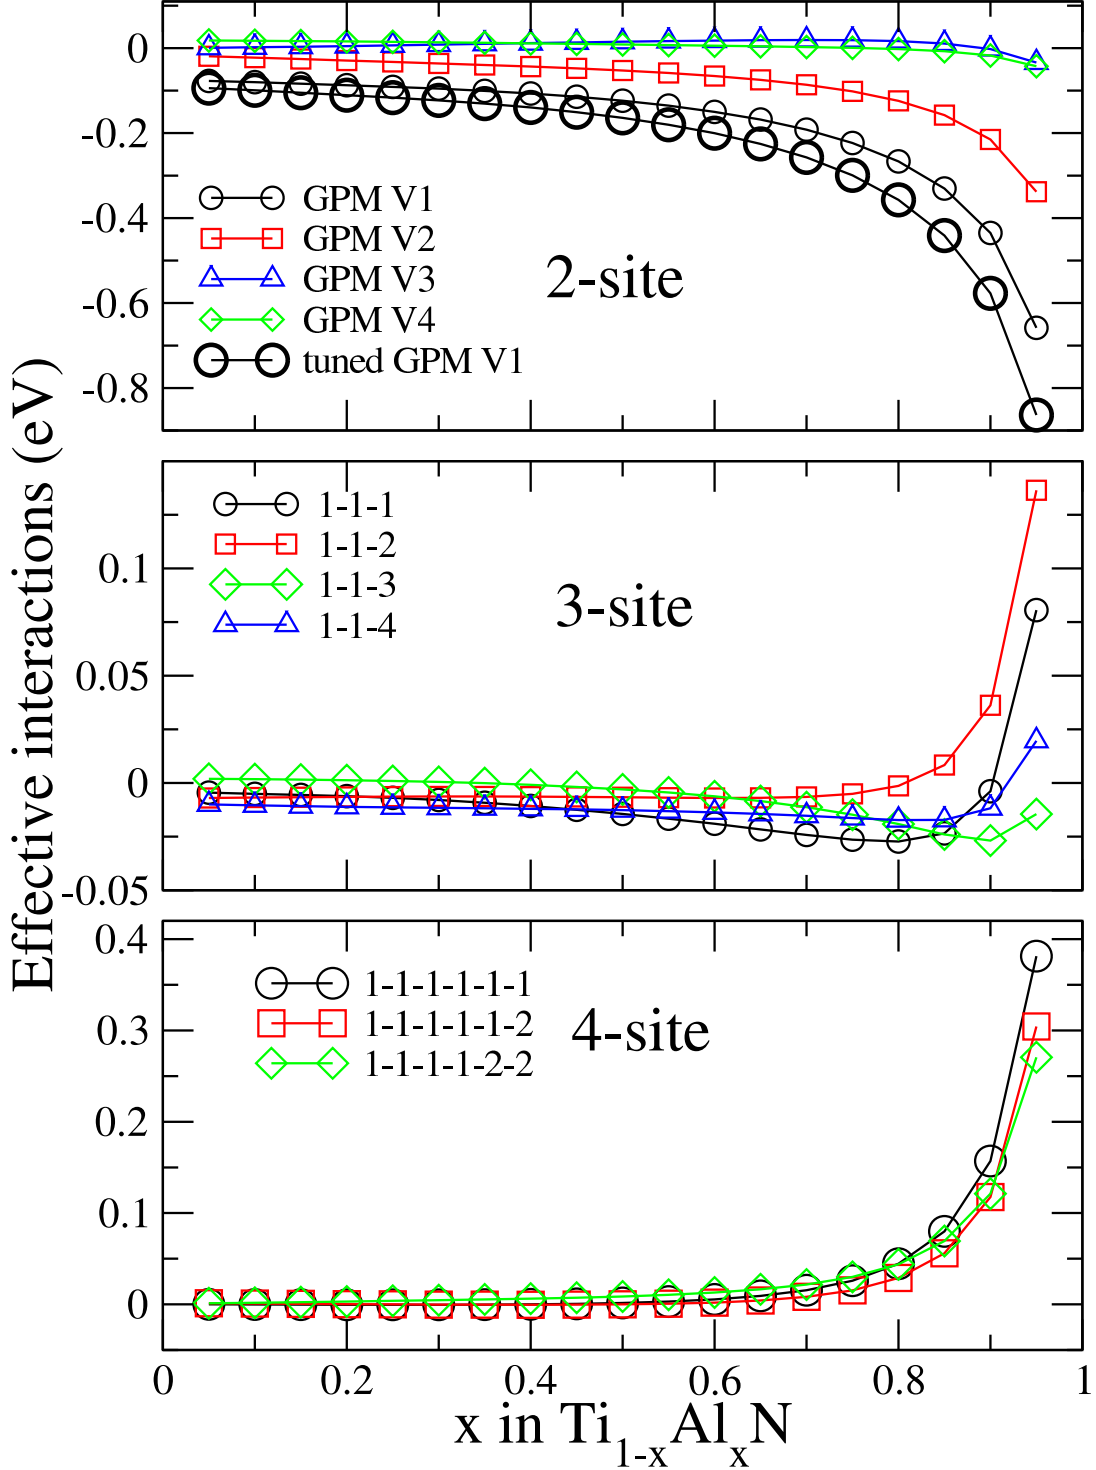 Effective interactions (eV)
0
-0.2
-0.4
-0.6
-0.8
GPM V1
GPM V2
GPM V3
GPM V4
tuned GPM V1
2-site
0.1
0.05
0
-0.05
1-1-1
1-1-2
1-1-3
1-1-4
3-site
0.4
0.3
0.2
0.1
0
1-1-1-1-1-1
1-1-1-1-1-2
1-1-1-1-2-2
4-site
0 0.2 0.4 0.6 0.8 1
x in Ti1-xAlxN